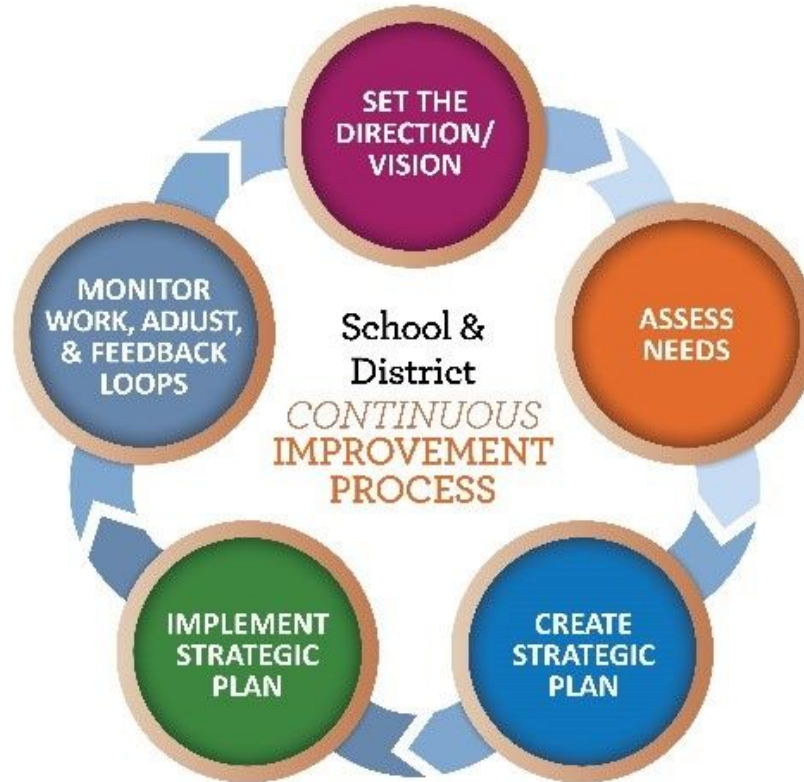 SET THE
DIRECTION/
VISION
ASSESS
NEEDS
CREATE
STRATEGIC
PLAN
IMPLEMENT
STRATEGIC
PLAN
MONITOR
WORK, ADJUST,
& FEEDBACK
LOOPS
School &
District
CONTINUOUS
IMPROVEMENT
PROCESS